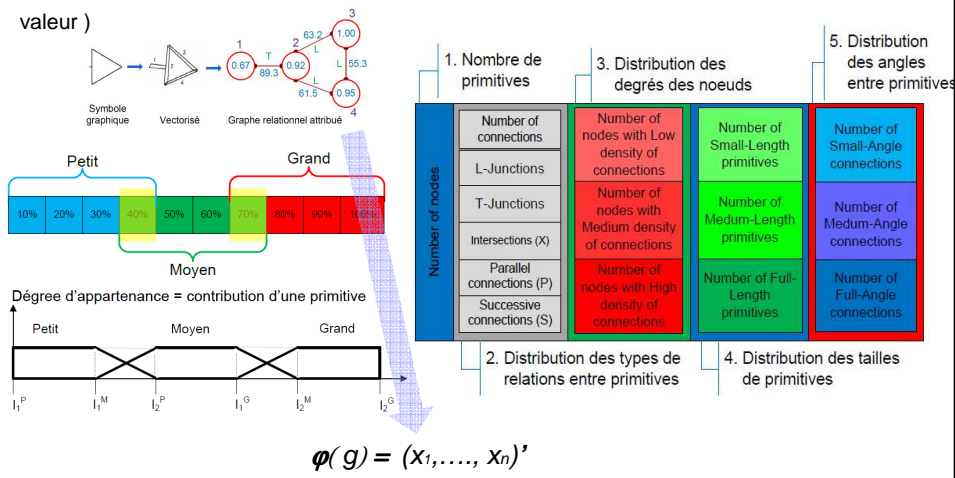 valeur )
3
63.2
1.00
1
2
L
T
0.67
0.92
L
55.3
89.3
L
61.5
0.95
4
3
2
1
4
Symbole
graphique
Vectorisé
Graphe relationnel attribué
Petit
Grand
10%
20%
30%
40%
50%
60%
70%
80%
90%
100%
Moyen
Dégree d'appartenance = contribution d'une primitive
Petit
Moyen
Grand
I1P
I1M
I2P
I1G
I2M
I2G
φ( g) = (x1,...., xn)'
1. Nombre de
primitives
3. Distribution des
degrés des noeuds
5. Distribution
des angles
entre primitives
Number of nodes
Number of
connections
L-Junctions
T-Junctions
Intersections (X)
Parallel
connections (P)
Successive
connections (S)
Number of
nodes with Low
density of
connections
Number of
nodes with
Medium density
of connections
Number of
nodes with High
density of
connections
Number of
Small-Length
primitives
Number of
Medum-Length
primitives
Number of Full-
Length
primitives
Number of
Small-Angle
connections
Number of
Medum-Angle
connections
Number of
Full-Angle
connections
2. Distribution des types de
relations entre primitives
4. Distribution des tailles
de primitives